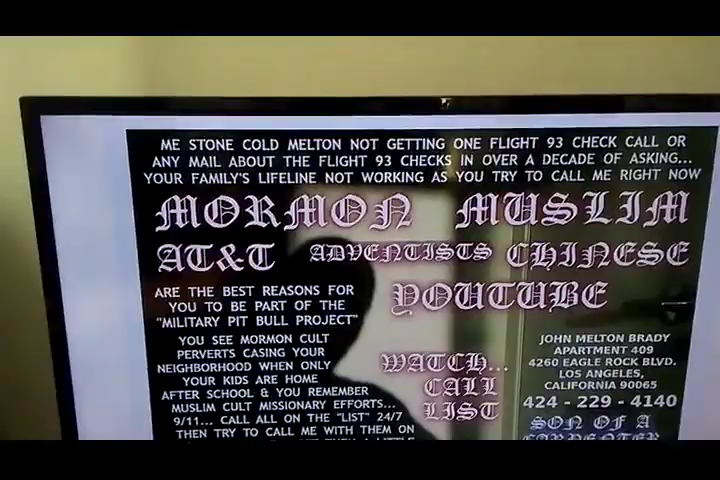 ME STONE COLD MELTON NOT GETTING ONE FLIGHT 93 CHECK CALL OR
ANY MAIL ABOUT THE FLIGHT 93 CHECKS IN OVER A DECADE OF ASKING...
YOUR FAMILY'S LIFELINE NOT WORKING AS YOU TRY TO CALL ME RIGHT NOW
MORMON MUSLIM
AT&T ADVENTISTS CHINESE
ARE THE BEST REASONS FOR
YOU TO BE PART OF THE
"MILITARY PIT BULL PROJECT"
YOUTUBE
YOU SEE MORMON CULT
PERVERTS CASING YOUR
NEIGHBORHOOD WHEN ONLY
YOUR KIDS ARE HOME
AFTER SCHOOL & YOU REMEMBER
MUSLIM CULT MISSIONARY EFFORTS...
9/11... CALL ALL ON THE "LIST" 24/7
THEN TRY TO CALL ME WITH THEM ON
WATCH...
CALL
LIST
JOHN MELTON BRADY
APARTMENT 409
4260 EAGLE ROCK BLVD.
LOS ANGELES,
CALIFORNIA 90065
424 - 229 - 4140
SON OF A
CARPENTER